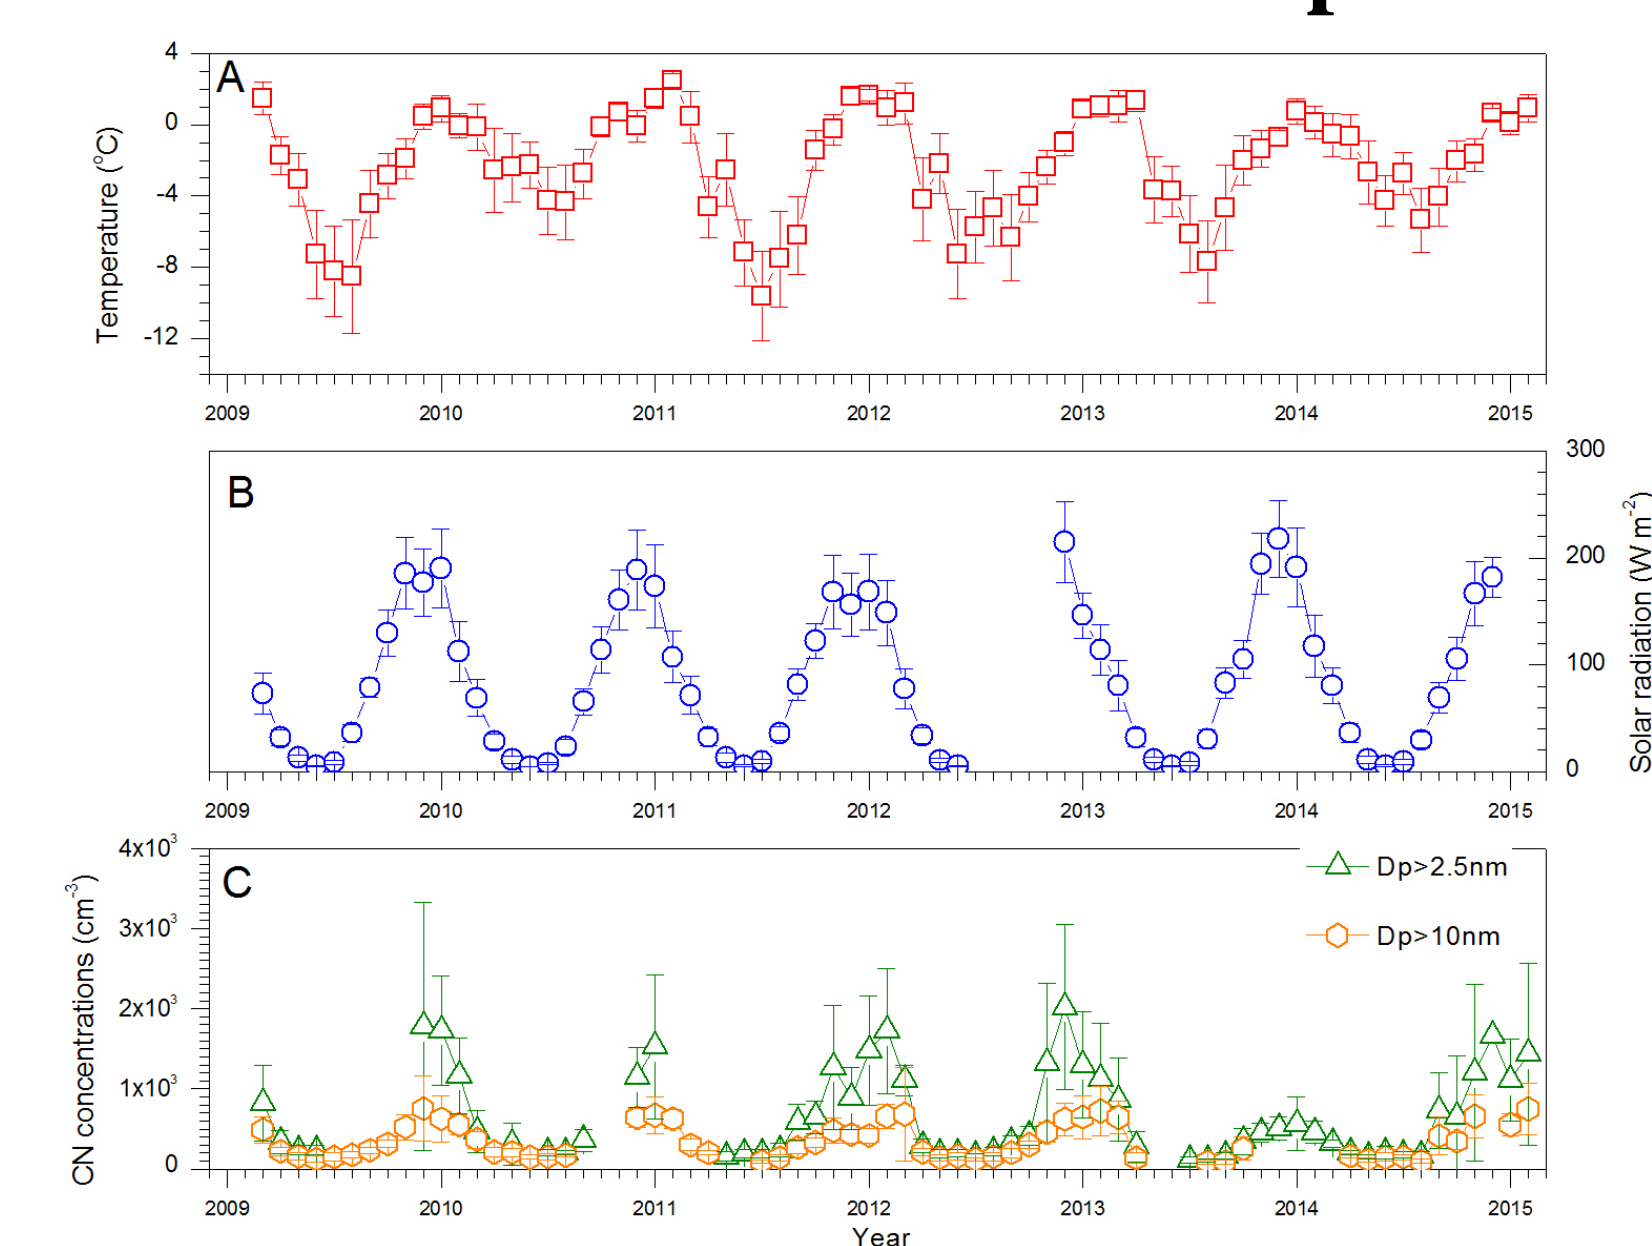 p
A
4
0
-4
-8
-12
Temperature (°C)
2009 2010 2011 2012 2013 2014 2015
B
300
200
100
0
Solar radiation (W m⁻²)
2009 2010 2011 2012 2013 2014 2015
C
4x10³
3x10³
2x10³
1x10³
0
CN concentrations (cm⁻³)
Dp>2.5nm
Dp>10nm
2009 2010 2011 2012 2013 2014 2015
Year